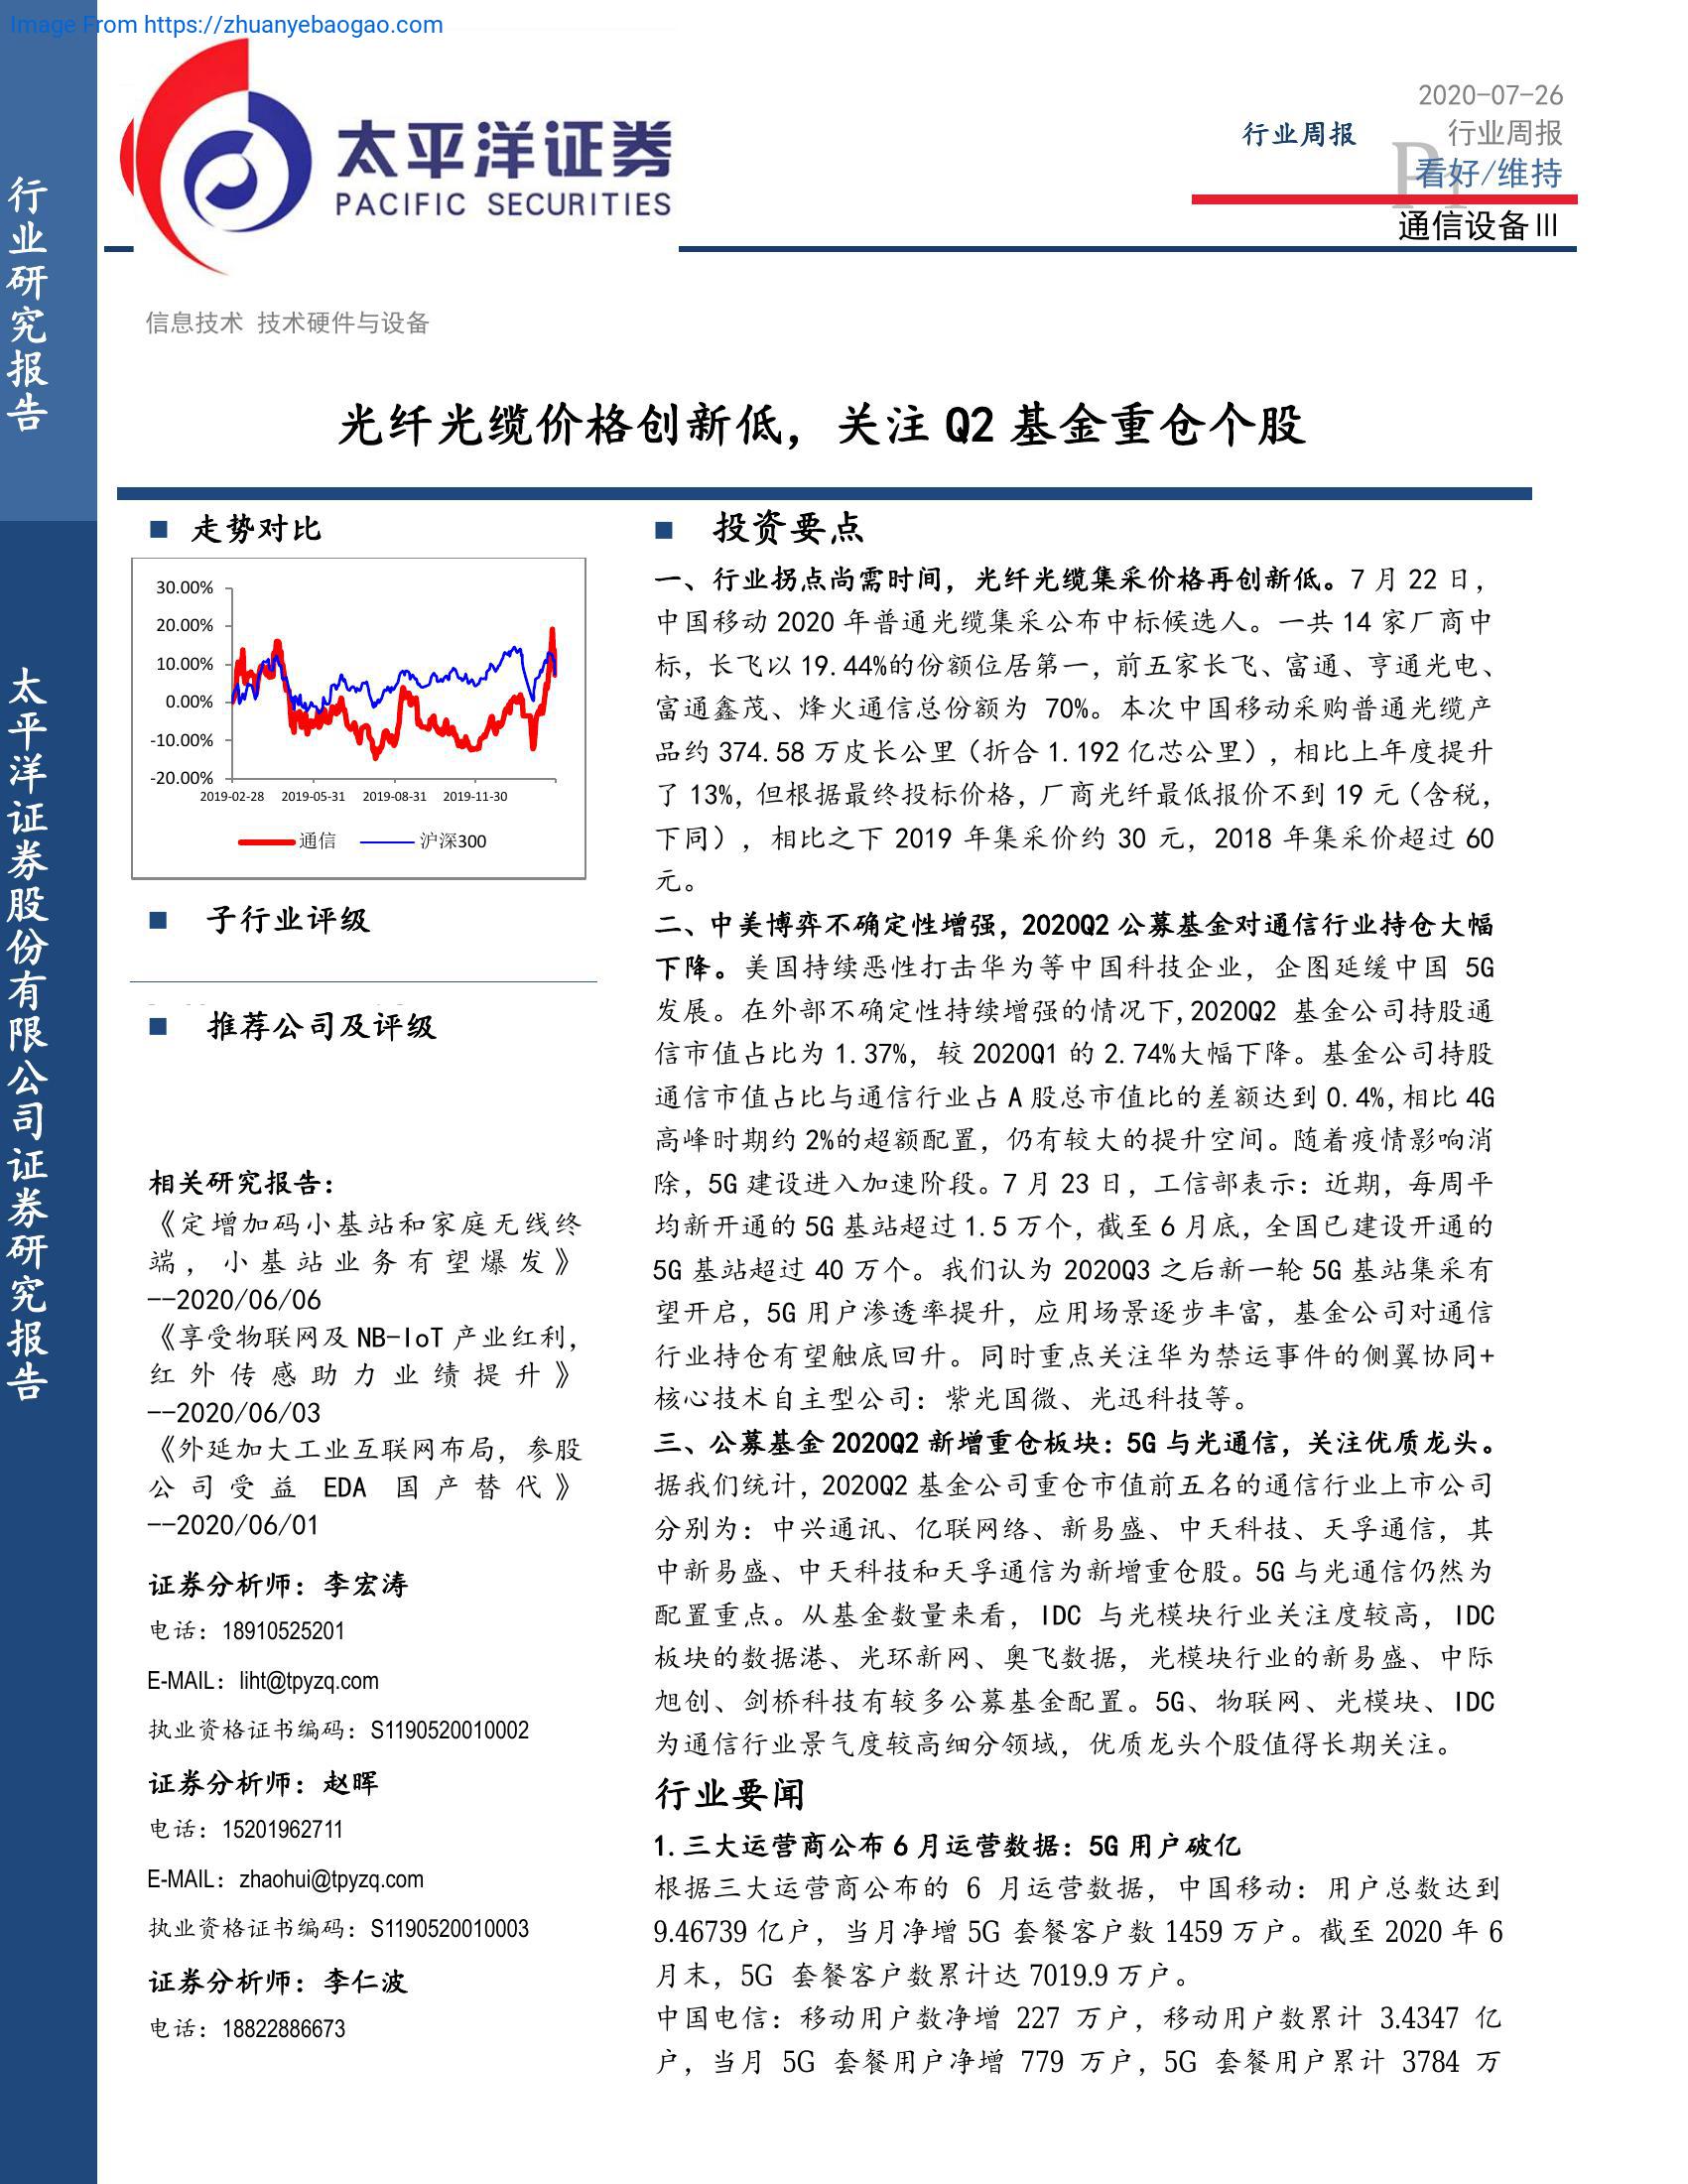 Image From https://zhuanyebaogao.com
行业研究报告
太平洋证券股份有限公司证券研究报告
太平洋证券
PACIFIC SECURITIES
2020-07-26
行业周报
行业周报
P1
看好/维持
通信设备III
信息技术 技术硬件与设备
光纤光缆价格创新低，关注 Q2 基金重仓个股
走势对比
30.00%
20.00%
10.00%
0.00%
-10.00%
-20.00%
2019-02-28 2019-05-31 2019-08-31 2019-11-30
通信 沪深300
子行业评级
推荐公司及评级
相关研究报告：
《定增加码小基站和家庭无线终
端，小基站业务有望爆发》
--2020/06/06
《享受物联网及 NB-IoT 产业红利，
红外传感助力业绩提升》
--2020/06/03
《外延加大工业互联网布局，参股
公司受益 EDA 国产替代》
--2020/06/01
证券分析师：李宏涛
电话：18910525201
E-MAIL：liht@tpyzq.com
执业资格证书编码：S1190520010002
证券分析师：赵晖
电话：15201962711
E-MAIL：zhaohui@tpyzq.com
执业资格证书编码：S1190520010003
证券分析师：李仁波
电话：18822886673
投资要点
一、行业拐点尚需时间，光纤光缆集采价格再创新低。7 月 22 日，
中国移动 2020 年普通光缆集采公布中标候选人。一共 14 家厂商中
标，长飞以 19.44%的份额位居第一，前五家长飞、富通、亨通光电、
富通鑫茂、烽火通信总份额为 70%。本次中国移动采购普通光缆产
品约 374.58 万皮长公里（折合 1.192 亿芯公里），相比上年度提升
了 13%，但根据最终投标价格，厂商光纤最低报价不到 19 元（含税，
下同），相比之下 2019 年集采价约 30 元，2018 年集采价超过 60
元。
二、中美博弈不确定性增强，2020Q2 公募基金对通信行业持仓大幅
下降。美国持续恶性打击华为等中国科技企业，企图延缓中国 5G
发展。在外部不确定性持续增强的情况下，2020Q2 基金公司持股通
信市值占比为 1.37%，较 2020Q1 的 2.74%大幅下降。基金公司持股
通信市值占比与通信行业占 A 股总市值比的差额达到 0.4%，相比 4G
高峰时期约 2%的超额配置，仍有较大的提升空间。随着疫情影响消
除，5G 建设进入加速阶段。7 月 23 日，工信部表示：近期，每周平
均新开通的 5G 基站超过 1.5 万个，截至 6 月底，全国已建设开通的
5G 基站超过 40 万个。我们认为 2020Q3 之后新一轮 5G 基站集采有
望开启，5G 用户渗透率提升，应用场景逐步丰富，基金公司对通信
行业持仓有望触底回升。同时重点关注华为禁运事件的侧翼协同+
核心技术自主型公司：紫光国微、光迅科技等。
三、公募基金 2020Q2 新增重仓板块：5G 与光通信，关注优质龙头。
据我们统计，2020Q2 基金公司重仓市值前五名的通信行业上市公司
分别为：中兴通讯、亿联网络、新易盛、中天科技、天孚通信，其
中新易盛、中天科技和天孚通信为新增重仓股。5G 与光通信仍然为
配置重点。从基金数量来看，IDC 与光模块行业关注度较高，IDC
板块的数据港、光环新网、奥飞数据，光模块行业的新易盛、中际
旭创、剑桥科技有较多公募基金配置。5G、物联网、光模块、IDC
为通信行业景气度较高细分领域，优质龙头个股值得长期关注。
行业要闻
1.三大运营商公布 6 月运营数据：5G 用户破亿
根据三大运营商公布的 6 月运营数据，中国移动：用户总数达到
9.46739 亿户，当月净增 5G 套餐客户数 1459 万户。截至 2020 年 6
月末，5G 套餐客户数累计达 7019.9 万户。
中国电信：移动用户数净增 227 万户，移动用户数累计 3.4347 亿
户，当月 5G 套餐用户净增 779 万户，5G 套餐用户累计 3784 万